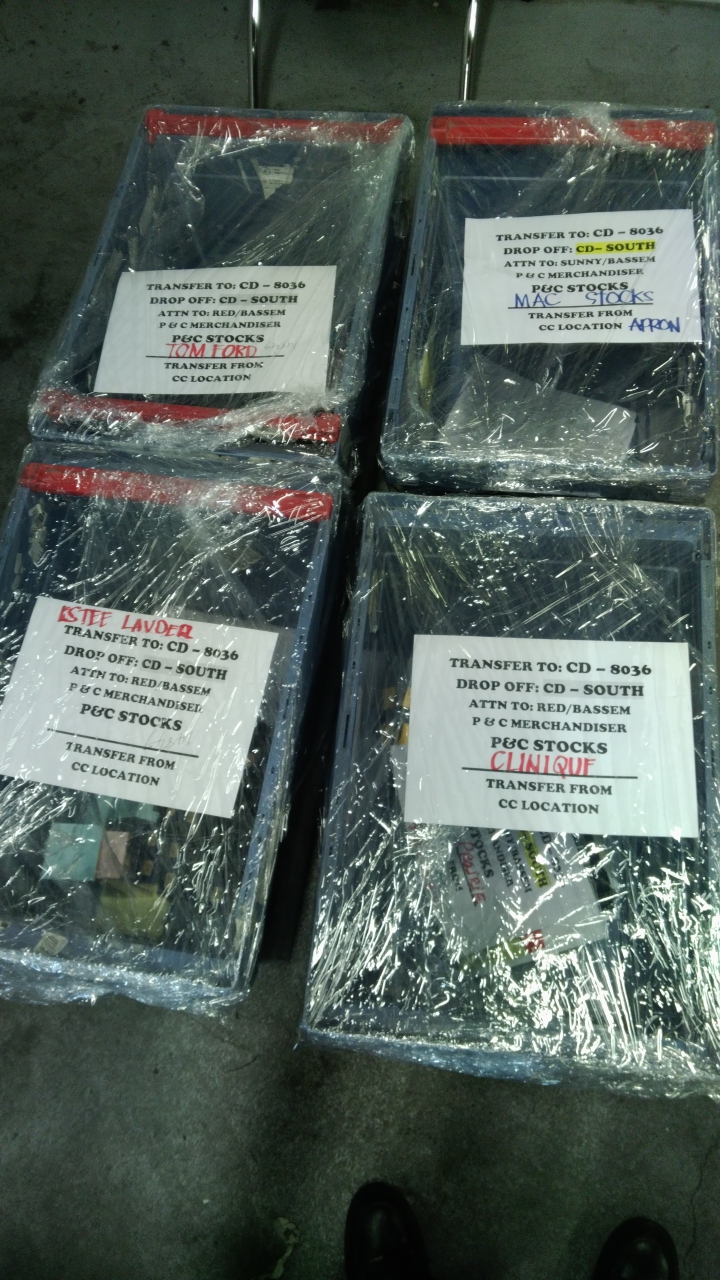 TRANSFER TO: CD – 8036
DROP OFF: CD – SOUTH
ATTN TO: RED/BASSEM
P & C MERCHANDISER
P&C STOCKS
TOM FORD
TRANSFER FROM
CC LOCATION
TRANSFER TO: CD – 8036
DROP OFF: CD– SOUTH
ATTN TO: SUNNY/BASSEM
P & C MERCHANDISER
P&C STOCKS
MAC STOCKS
TRANSFER FROM
CC LOCATION APRON
ESTEE LAUDER
TRANSFER TO: CD – 8036
DROP OFF: CD – SOUTH
ATTN TO: RED/BASSEM
P & C MERCHANDISER
P&C STOCKS
TRANSFER FROM
CC LOCATION
TRANSFER TO: CD – 8036
DROP OFF: CD – SOUTH
ATTN TO: RED/BASSEM
P & C MERCHANDISER
P&C STOCKS
CLINIQUE
TRANSFER FROM
CC LOCATION
SOUTH
STOCKS